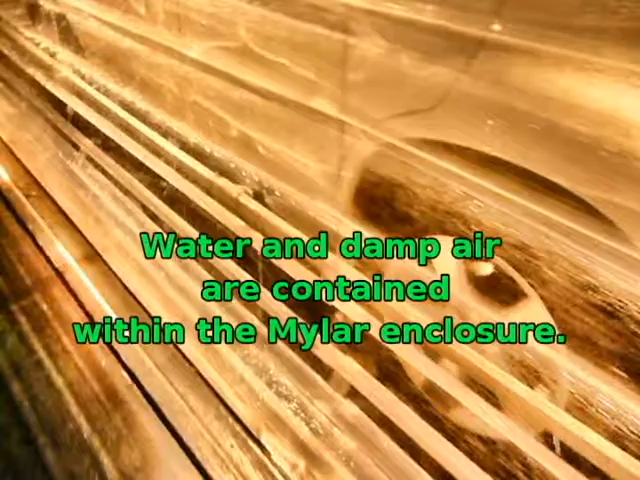 Water and damp air
are contained
within the Mylar enclosure.